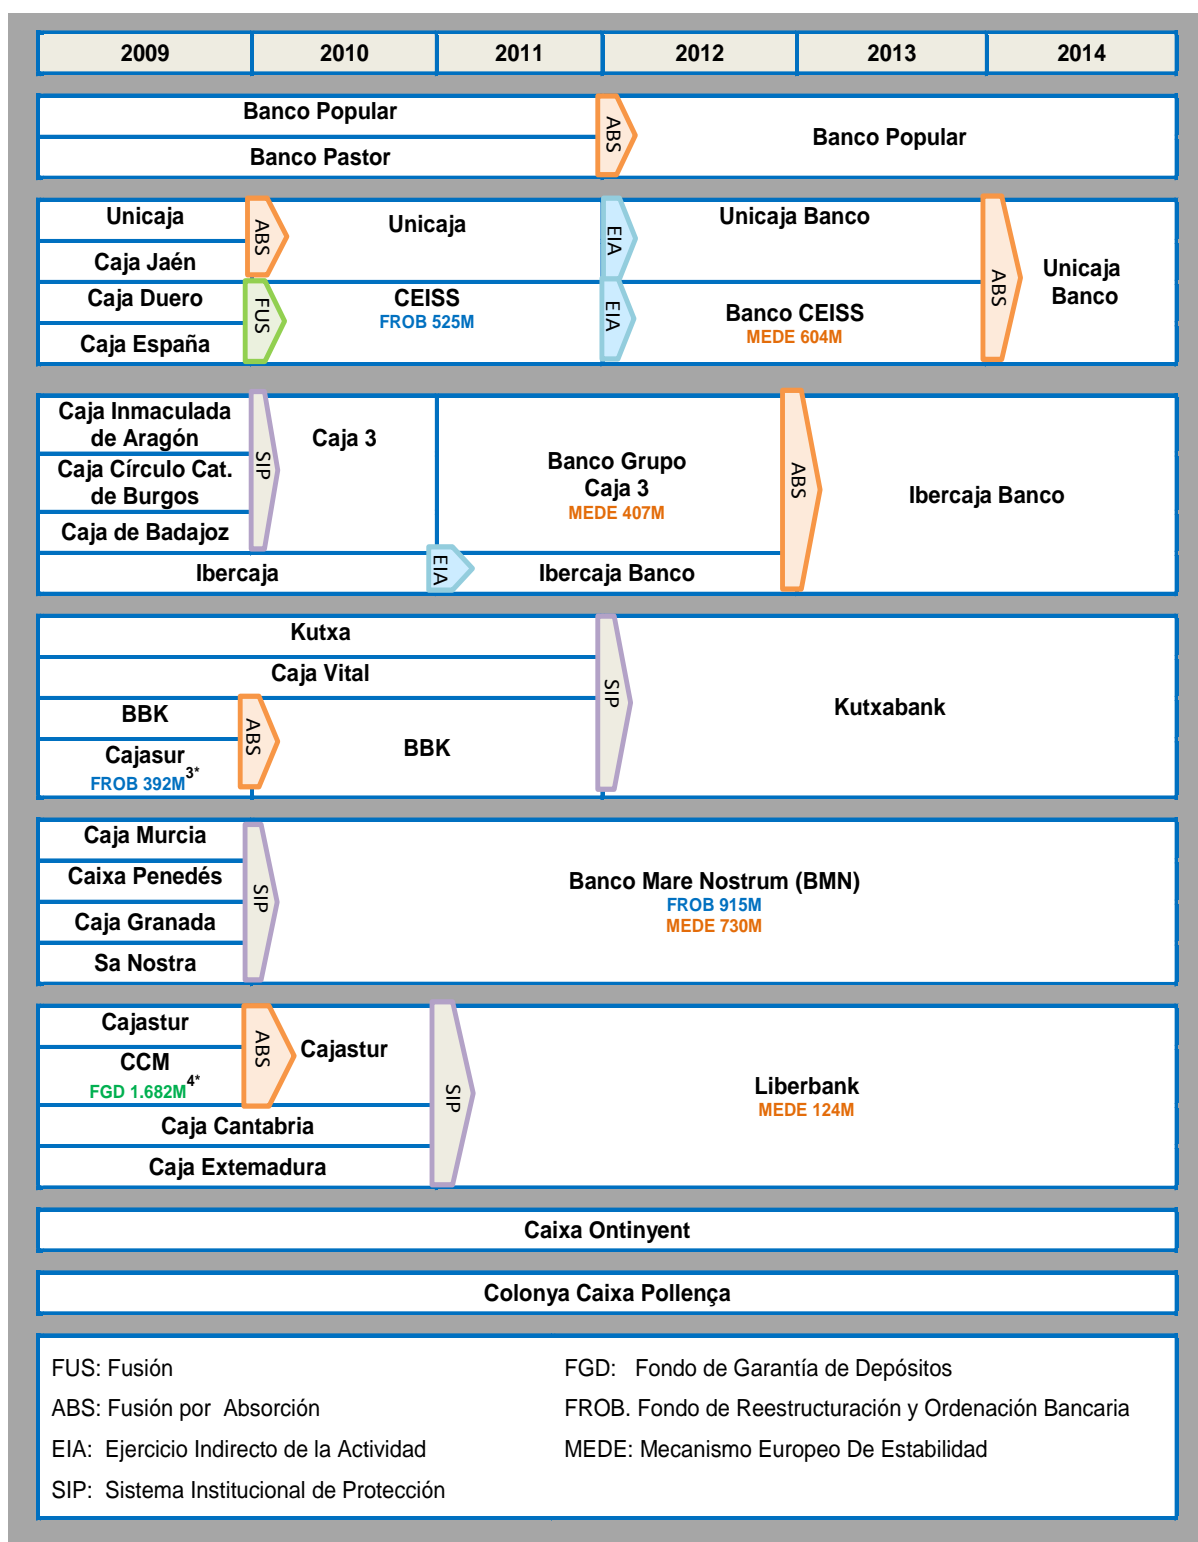 2009 2010 2011 2012 2013 2014
Banco Popular
Banco Pastor
ABS
Banco Popular
Unicaja
Caja Jaén
ABS
Unicaja
EIA
Unicaja Banco
Caja Duero
Caja España
FUS
CEISS
FROB 525M
EIA
Banco CEISS
MEDE 604M
ABS
Unicaja
Banco
Caja Inmaculada
de Aragón
Caja Círculo Cat.
de Burgos
Caja de Badajoz
SIP
Caja 3
Banco Grupo
Caja 3
MEDE 407M
Ibercaja
EIA
Ibercaja Banco
ABS
Ibercaja Banco
Kutxa
Caja Vital
BBK
Cajasur
FROB 392M3*
ABS
BBK
SIP
Kutxabank
Caja Murcia
Caixa Penedés
Caja Granada
Sa Nostra
SIP
Banco Mare Nostrum (BMN)
FROB 915M
MEDE 730M
Cajastur
CCM
FGD 1.682M4*
ABS
Cajastur
Caja Cantabria
Caja Extemadura
SIP
Liberbank
MEDE 124M
Caixa Ontinyent
Colonya Caixa Pollença
FUS: Fusión
ABS: Fusión por Absorción
EIA: Ejercicio Indirecto de la Actividad
SIP: Sistema Institucional de Protección
FGD: Fondo de Garantía de Depósitos
FROB. Fondo de Reestructuración y Ordenación Bancaria
MEDE: Mecanismo Europeo De Estabilidad